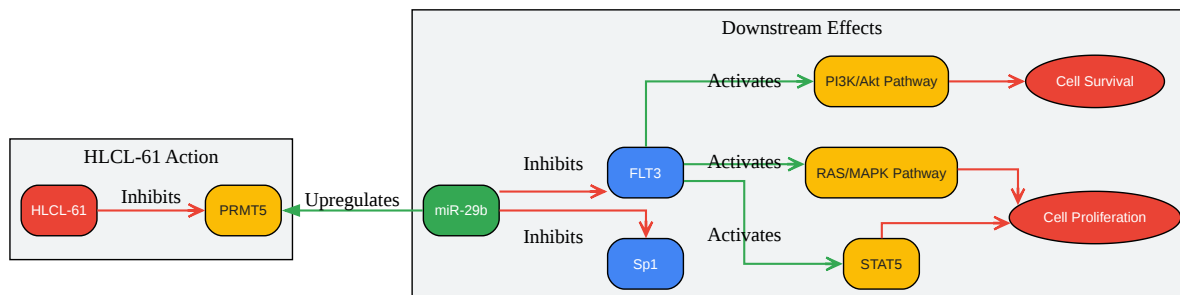 Downstream Effects
Activates
PI3K/Akt Pathway
Cell Survival
HLCL-61 Action
Inhibits
FLT3
Activates
RAS/MAPK Pathway
HLCL-61
Inhibits
PRMT5
Upregulates
miR-29b
Cell Proliferation
Inhibits
Sp1
Activates
STAT5